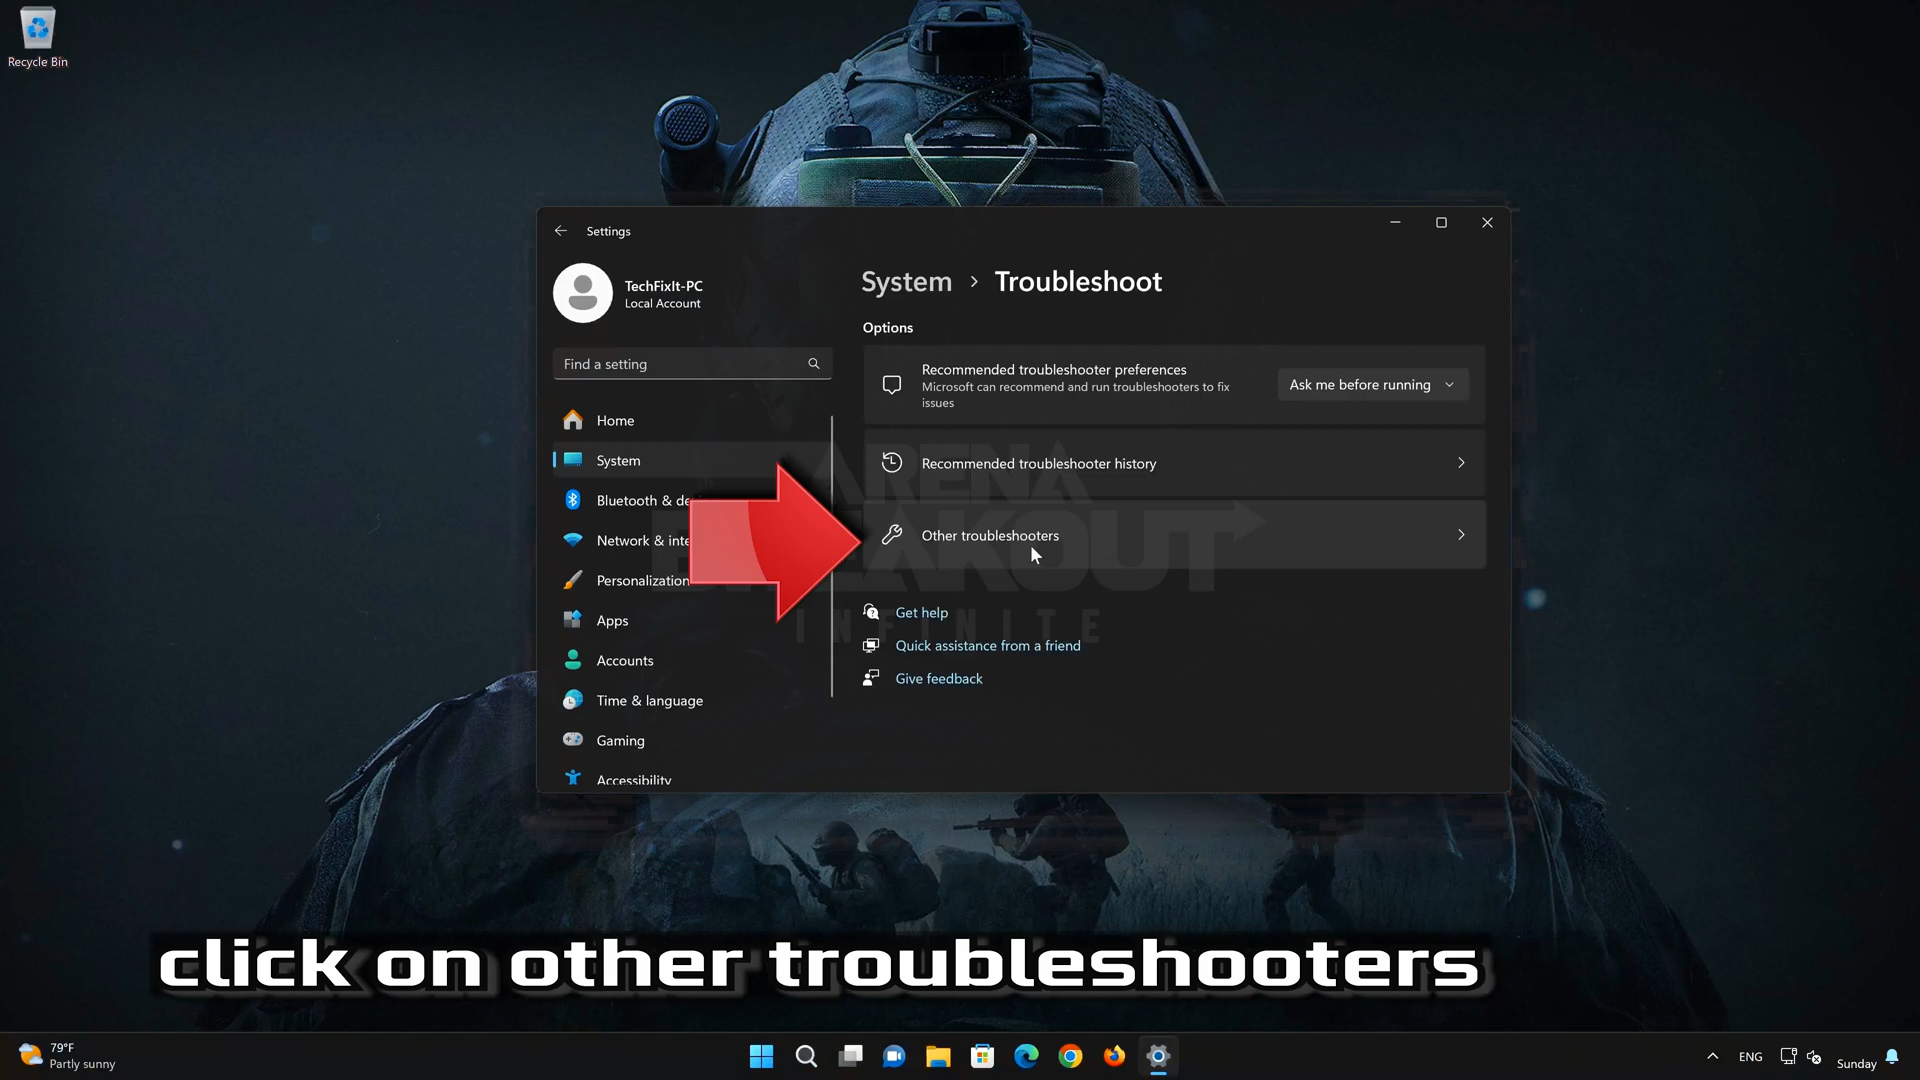 Recycle Bin
Settings
TechFixIt-PC
Local Account
Find a setting
Home
System
Bluetooth & de
Network & inte
Personalization
Apps
Accounts
Time & language
Gaming
Accessibility
System > Troubleshoot
Options
Recommended troubleshooter preferences
Microsoft can recommend and run troubleshooters to fix
issues
Ask me before running
Recommended troubleshooter history
Other troubleshooters
Get help
Quick assistance from a friend
Give feedback
ARENA
BREAKOUT
INFINITE
click on other troubleshooters
79°F
Partly sunny
ENG
Sunday